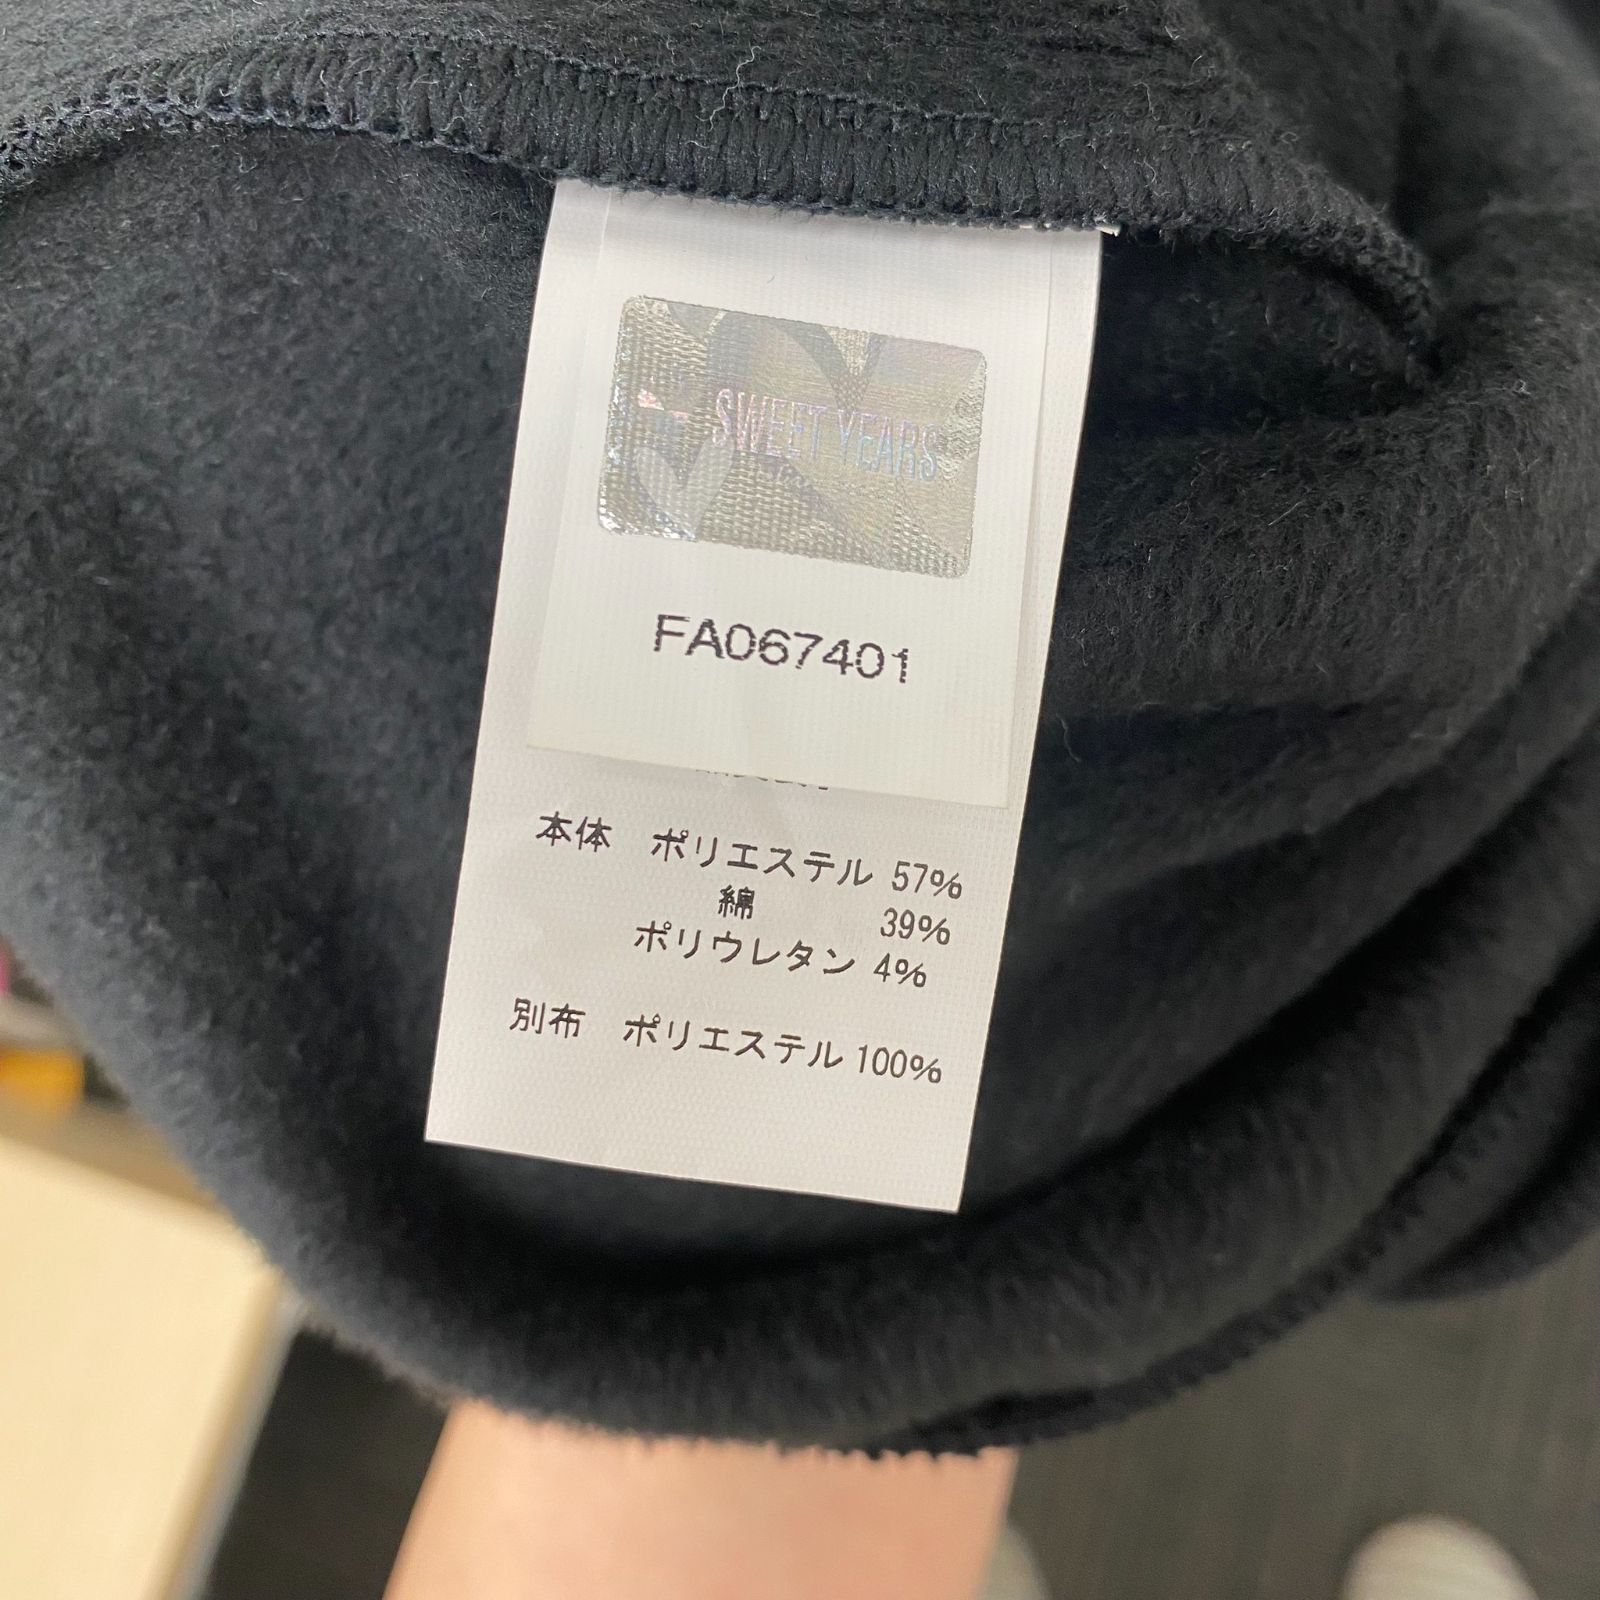 SWEET YEARS
FA067401
本体　ポリエステル 57%
綿　39%
ポリウレタン 4%
別布　ポリエステル 100%